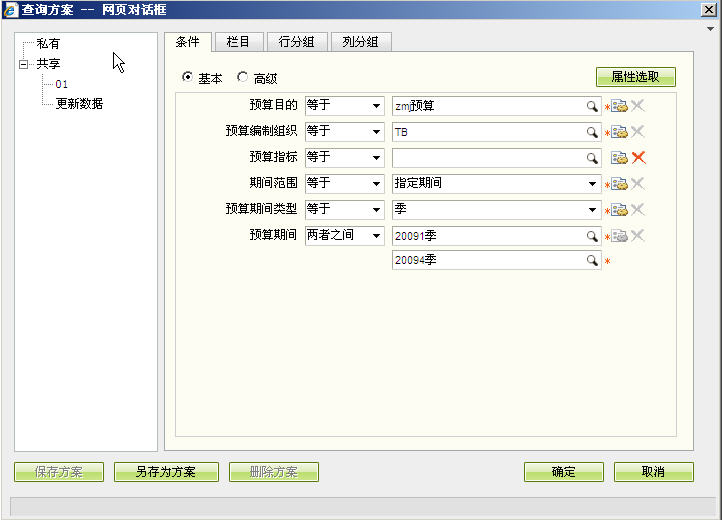 查询方案 -- 网页对话框
私有
共享
01
更新数据
条件 栏目 行分组 列分组
基本 高级 属性选取
预算目的 等于 zmj预算 *
预算编制组织 等于 TB *
预算指标 等于
期间范围 等于 指定期间 *
预算期间类型 等于 季 *
预算期间 两者之间 20091季 *
20094季 *
保存方案 另存为方案 删除方案 确定 取消